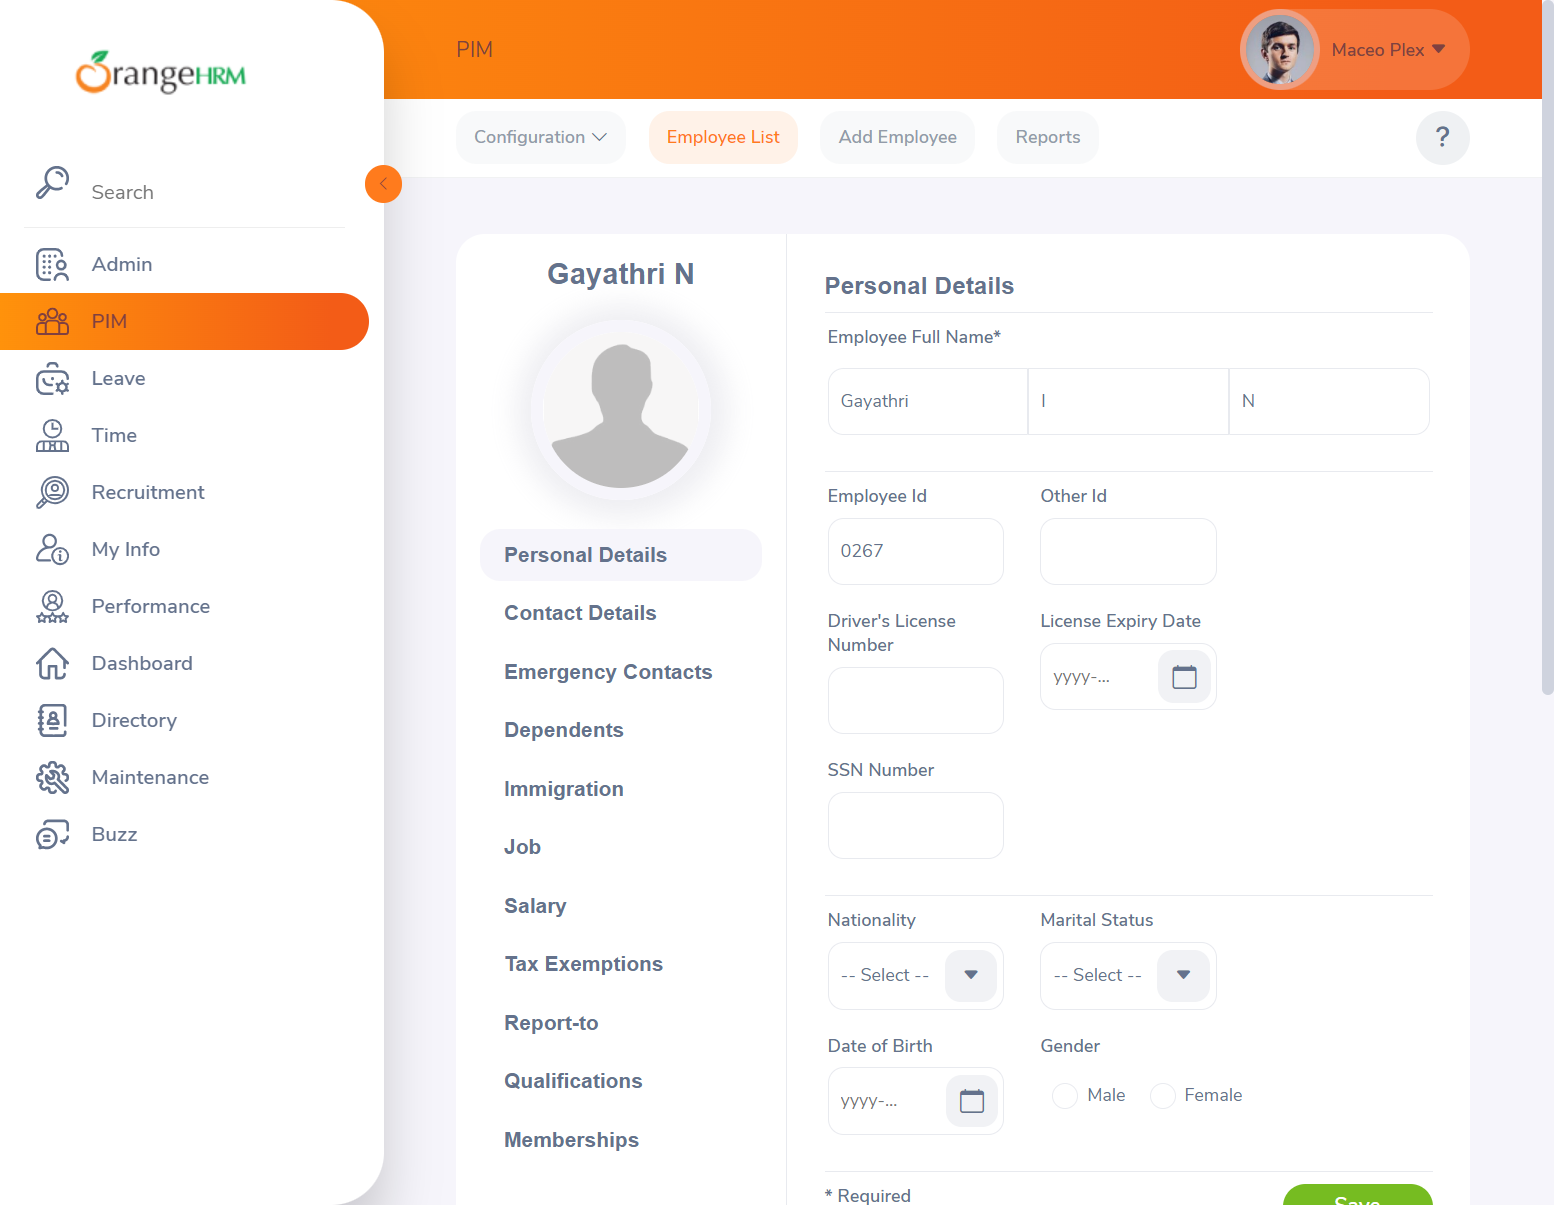 OrangeHRM
Search
Admin
PIM
Leave
Time
Recruitment
My Info
Performance
Dashboard
Directory
Maintenance
Buzz
PIM
Maceo Plex
Configuration
Employee List
Add Employee
Reports
?
Gayathri N
Personal Details
Contact Details
Emergency Contacts
Dependents
Immigration
Job
Salary
Tax Exemptions
Report-to
Qualifications
Memberships
Personal Details
Employee Full Name*
Gayathri I N
Employee Id Other Id
0267
Driver's License Number
License Expiry Date
yyyy-...
SSN Number
Nationality Marital Status
-- Select -- -- Select --
Date of Birth Gender
yyyy-... Male Female
* Required
Save